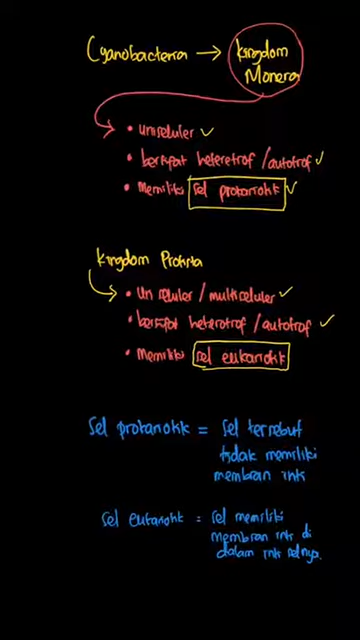 Cyanobacteria → Kingdom
Monera
• Uniseluler ✓
• bersifat heterotrof / autotrof ✓
• memiliki sel prokariotik ✓
Kingdom Protista
• Uniseluler / multiseluler ✓
• bersifat heterotrof / autotrof ✓
• memiliki sel eukariotik
Sel prokariotik = sel tersebut
tidak memiliki
membran inti
sel eukariotik = sel memiliki
membran inti di
dalam inti selnya.